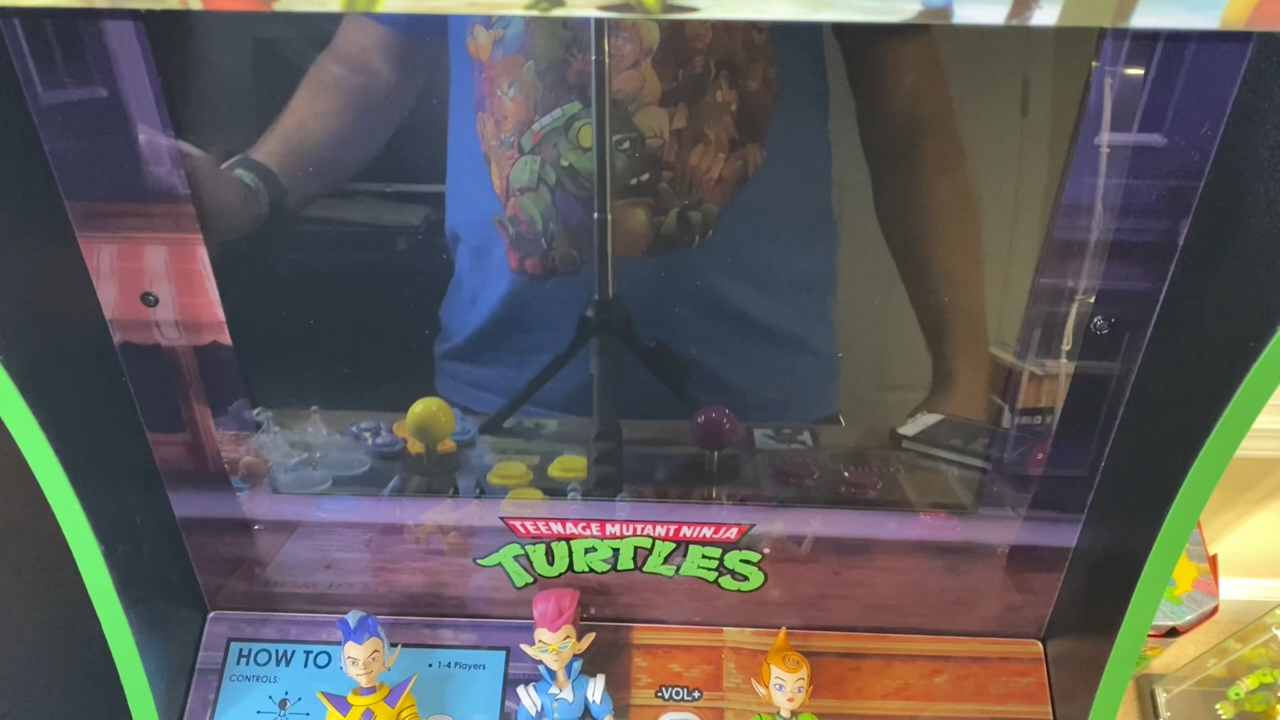 TEENAGE MUTANT NINJA
TURTLES
HOW TO
• 1-4 Players
CONTROLS:
-VOL+